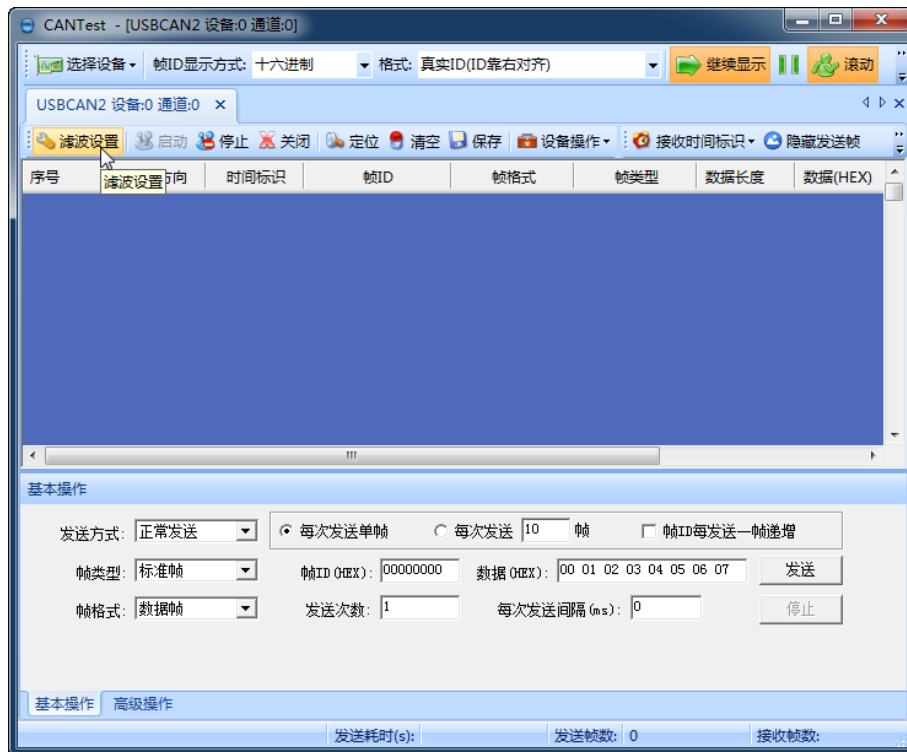 CANTest - [USBCAN2 设备:0 通道:0]
选择设备 帧ID显示方式: 十六进制 格式: 真实ID(ID靠右对齐) 继续显示 滚动
USBCAN2 设备:0 通道:0
滤波设置 启动 停止 关闭 定位 清空 保存 设备操作 接收时间标识 隐藏发送帧
序号 方向 时间标识 帧ID 帧格式 帧类型 数据长度 数据(HEX)
滤波设置
基本操作
发送方式: 正常发送 每次发送单帧 每次发送 10 帧 帧ID每发送一帧递增
帧类型: 标准帧 帧ID(HEX): 00000000 数据(HEX): 00 01 02 03 04 05 06 07 发送
帧格式: 数据帧 发送次数: 1 每次发送间隔(ms): 0 停止
基本操作 高级操作
发送耗时(s): 发送帧数: 0 接收帧数: